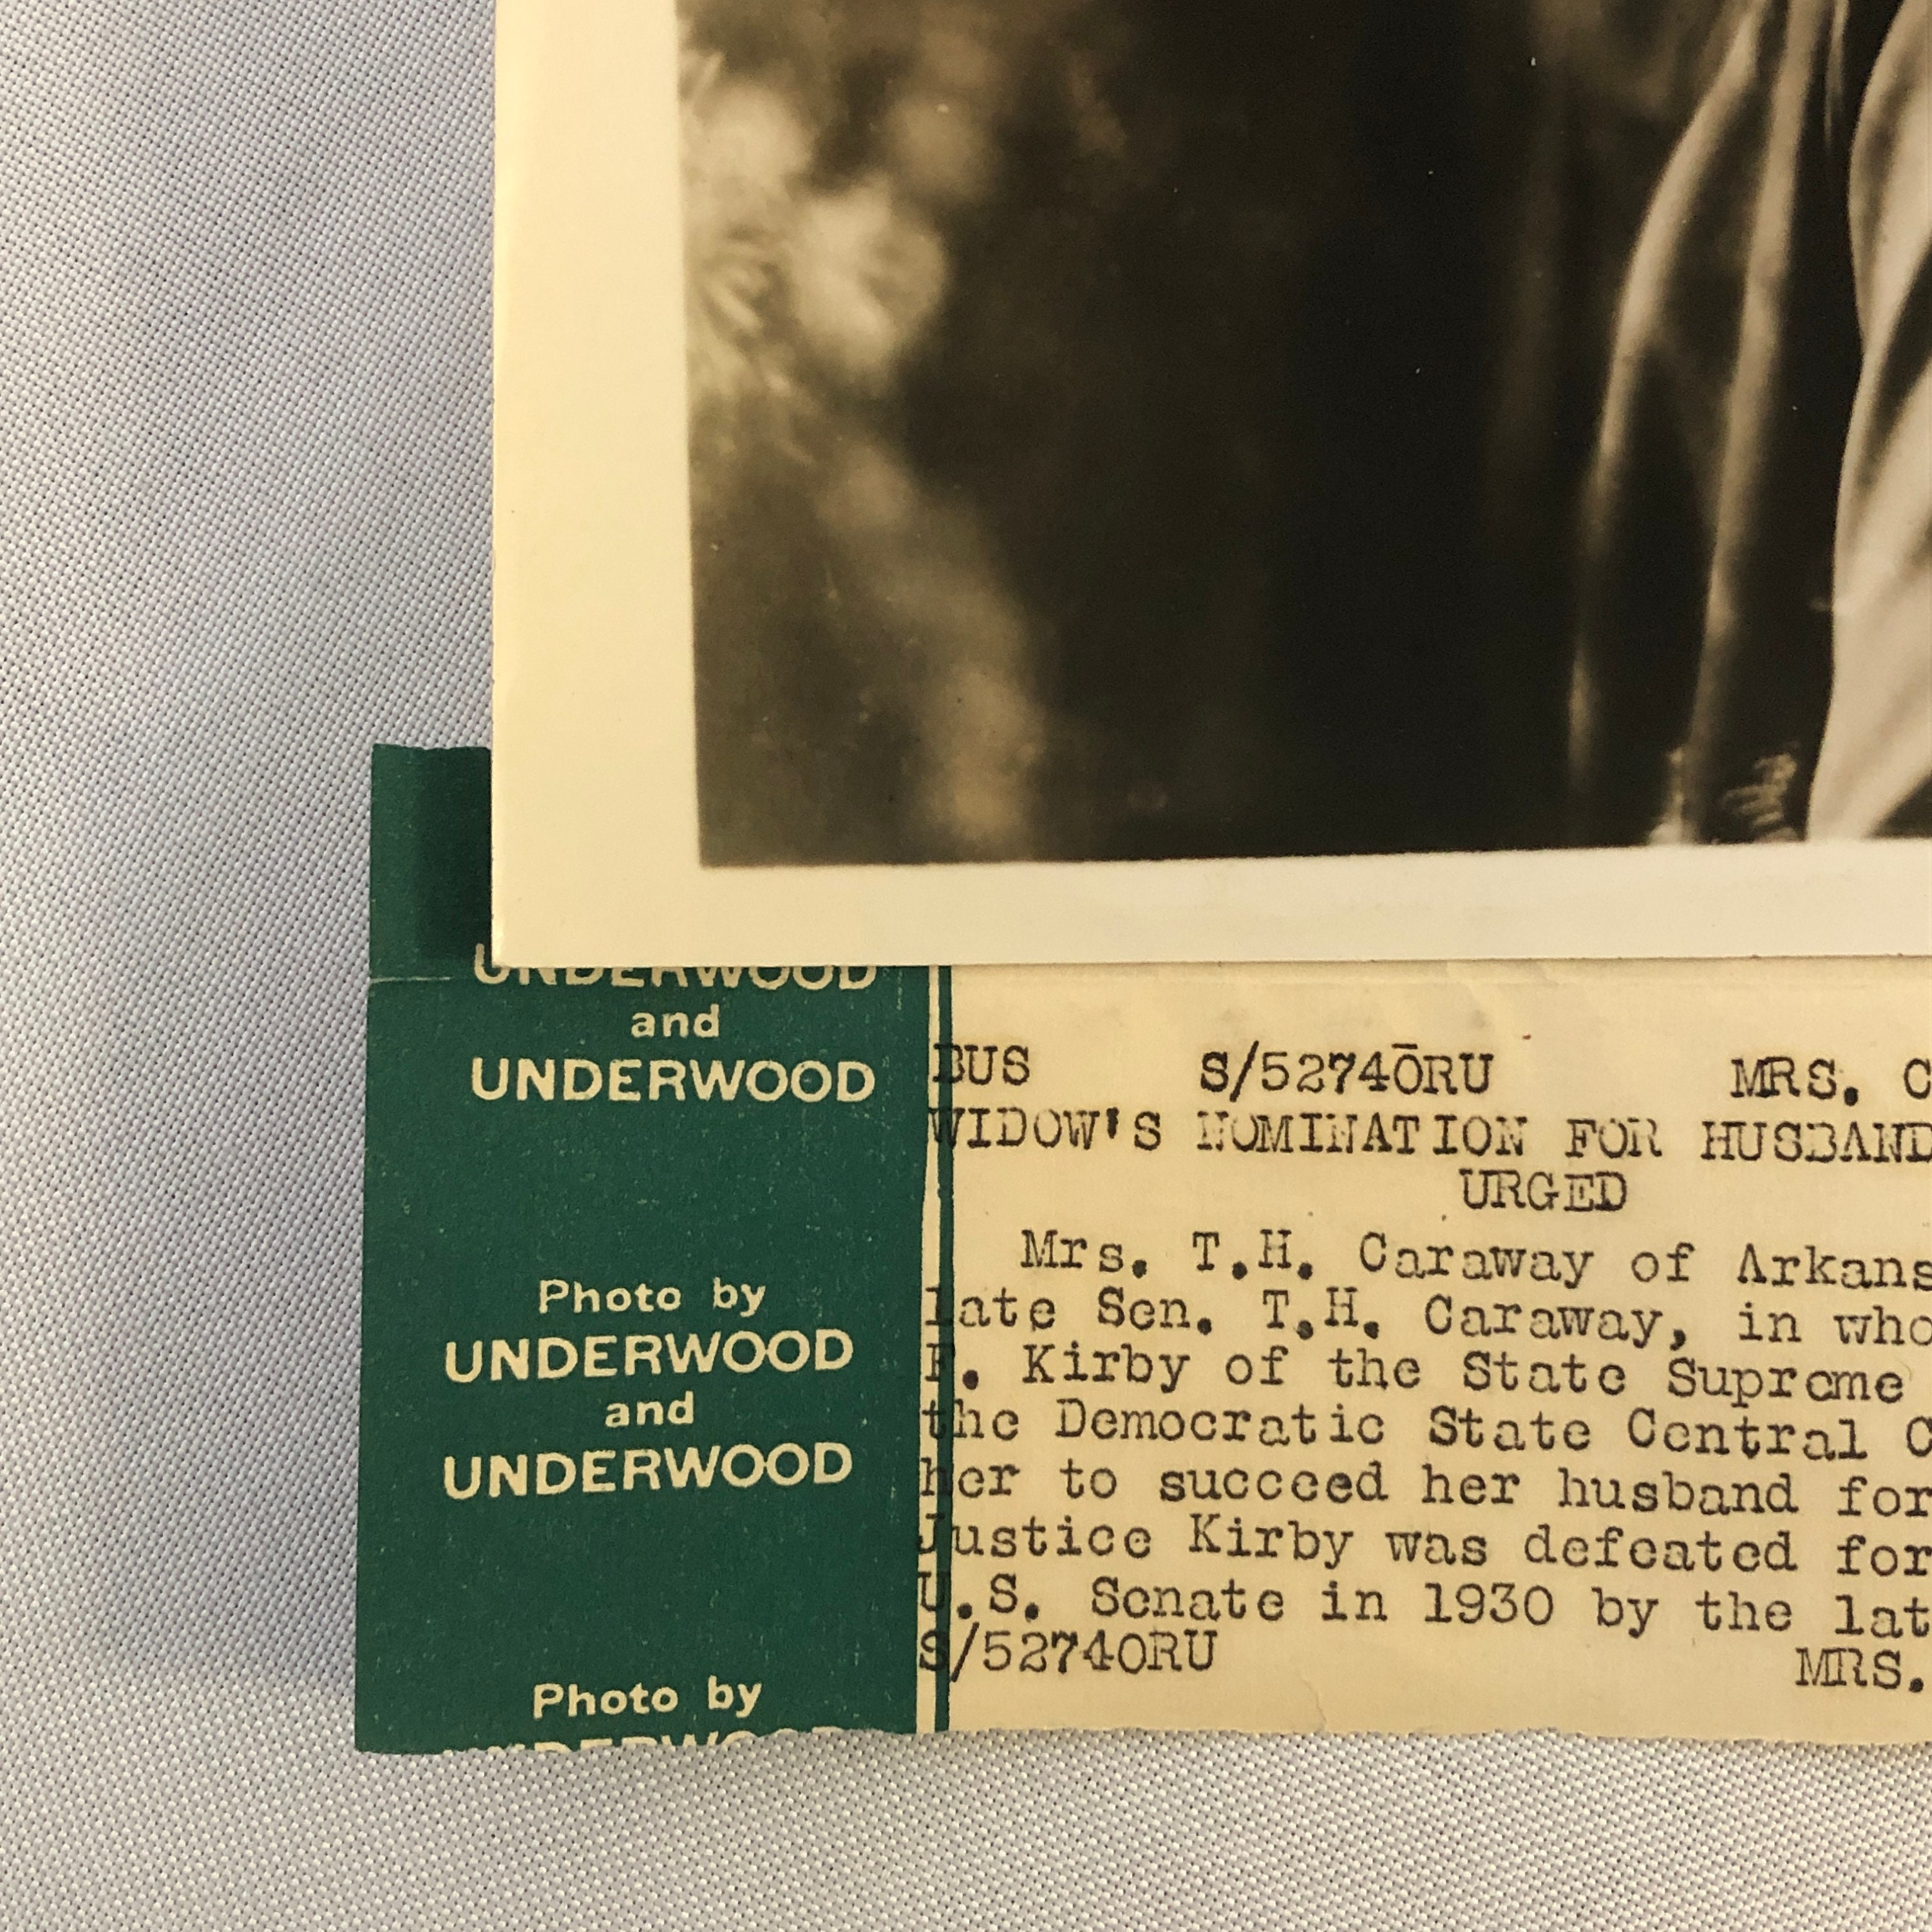 UNDERWOOD
and
UNDERWOOD
Photo by
UNDERWOOD
and
UNDERWOOD
Photo by
UNDERWOOD
BUS S/52740RU MRS. C
WIDOW'S NOMINATION FOR HUSBAND
URGED
Mrs. T.H. Caraway of Arkans
late Sen. T.H. Caraway, in who
F. Kirby of the State Supreme
the Democratic State Central C
her to succeed her husband for
Justice Kirby was defeated for
U.S. Senate in 1930 by the lat
S/52740RU MRS.